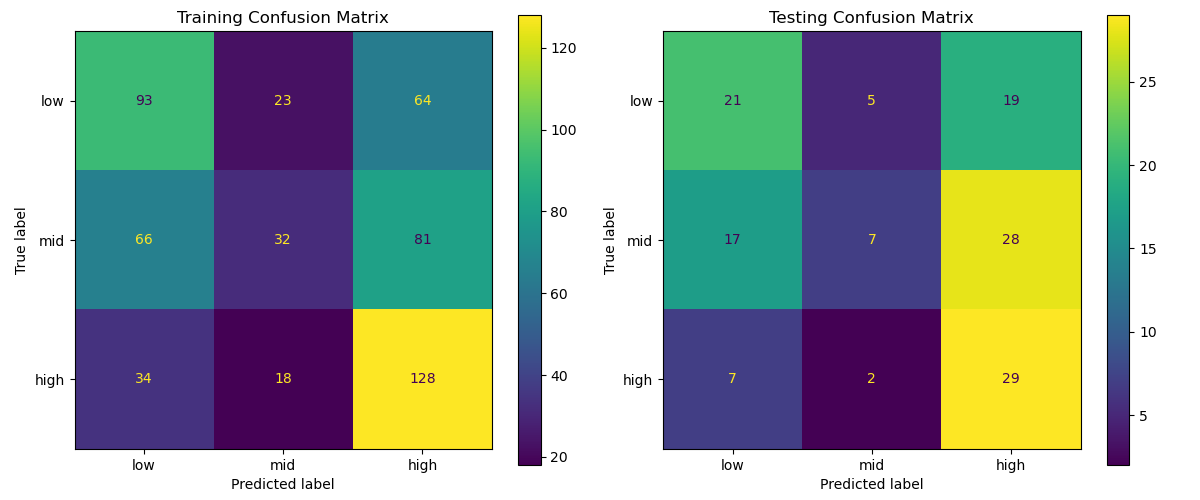 Training Confusion Matrix
low 93 23 64
mid 66 32 81
high 34 18 128
low mid high
Predicted label
True label
120
100
80
60
40
20
Testing Confusion Matrix
low 21 5 19
mid 17 7 28
high 7 2 29
low mid high
Predicted label
True label
25
20
15
10
5